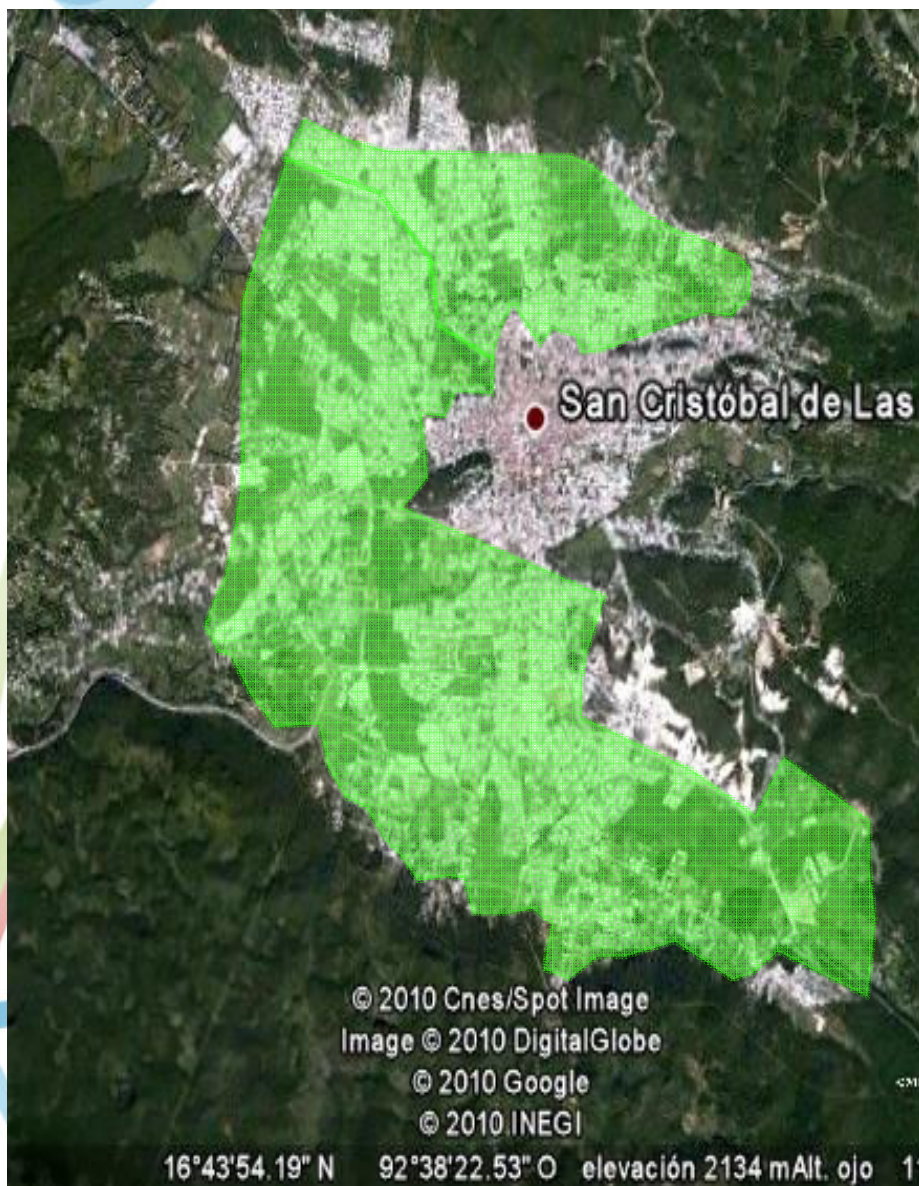 San Cristóbal de Las
© 2010 Cnes/Spot Image
Image © 2010 DigitalGlobe
© 2010 Google
© 2010 INEGI
16°43'54.19" N 92°38'22.53" O elevación 2134 m Alt. ojo 1